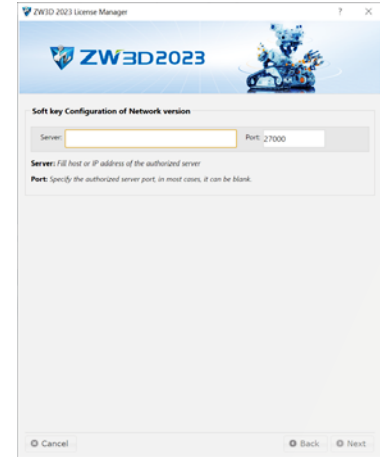 ZW3D 2023 License Manager
ZW3D2023
Soft key Configuration of Network version
Server:
Port: 27000
Server: Fill host or IP address of the authorized server
Port: Specify the authorized server port, in most cases, it can be blank.
Cancel
Back
Next